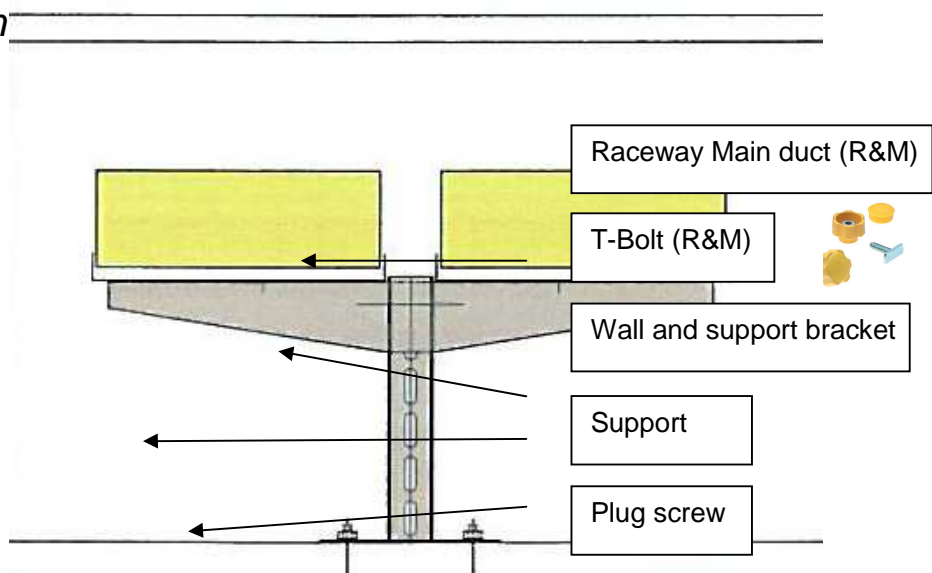 Raceway Main duct (R&M)
T-Bolt (R&M)
Wall and support bracket
Support
Plug screw